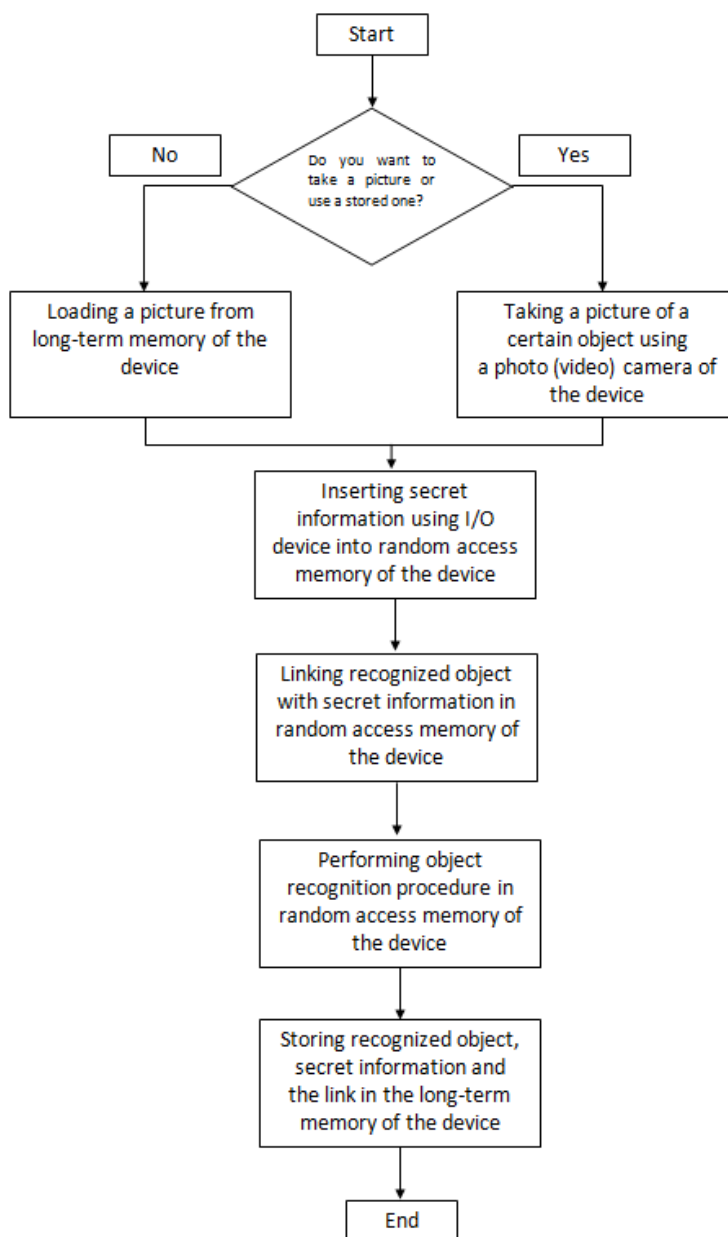 Start
No
Do you want to
take a picture or
use a stored one?
Yes
Loading a picture from
long-term memory of the
device
Taking a picture of a
certain object using
a photo (video) camera of
the device
Inserting secret
information using I/O
device into random access
memory of the device
Linking recognized object
with secret information in
random access memory of
the device
Performing object
recognition procedure in
random access memory of
the device
Storing recognized object,
secret information and
the link in the long-term
memory of the device
End